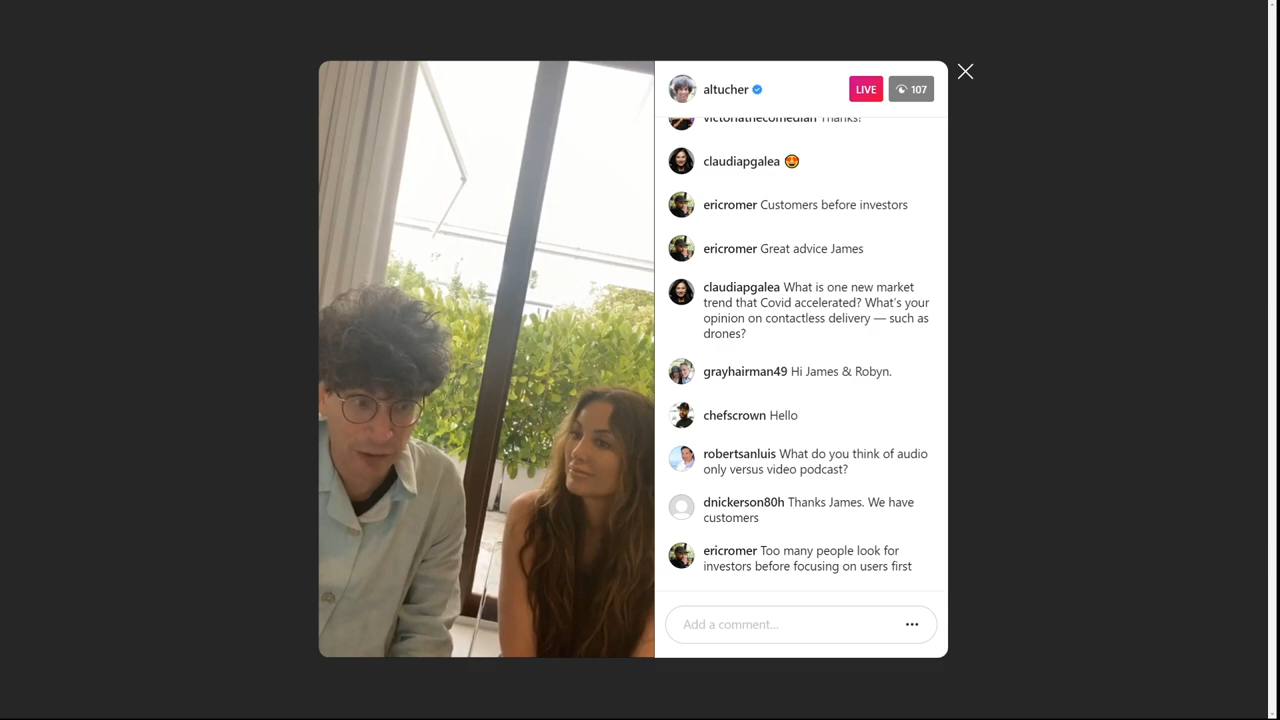 altucher
LIVE
107
victoriathecomedian Thanks!
claudiapgalea 😍
ericromer Customers before investors
ericromer Great advice James
claudiapgalea What is one new market
trend that Covid accelerated? What's your
opinion on contactless delivery — such as
drones?
grayhairman49 Hi James & Robyn.
chefscrown Hello
robertsanluis What do you think of audio
only versus video podcast?
dnickerson80h Thanks James. We have
customers
ericromer Too many people look for
investors before focusing on users first
Add a comment...